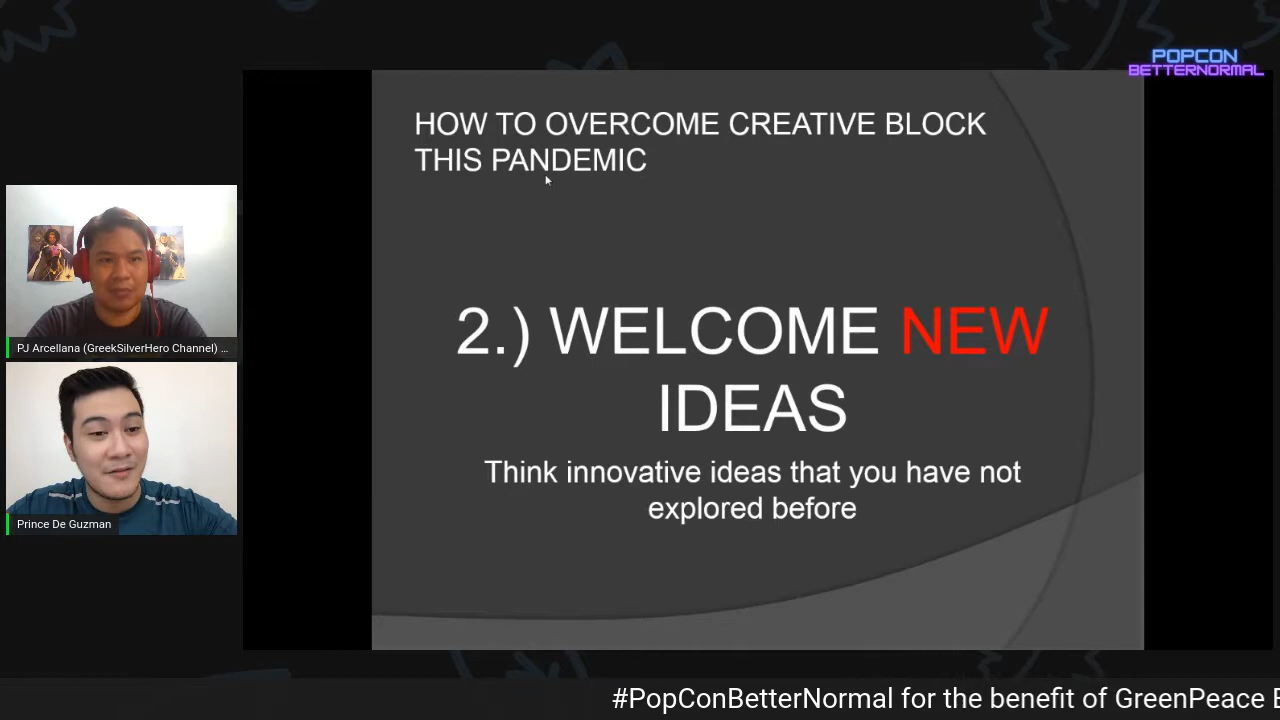 POPCON
BETTERNORMAL
HOW TO OVERCOME CREATIVE BLOCK
THIS PANDEMIC
2.) WELCOME NEW
IDEAS
Think innovative ideas that you have not
explored before
PJ Arcellana (GreekSilverHero Channel) ...
Prince De Guzman
#PopConBetterNormal for the benefit of GreenPeace